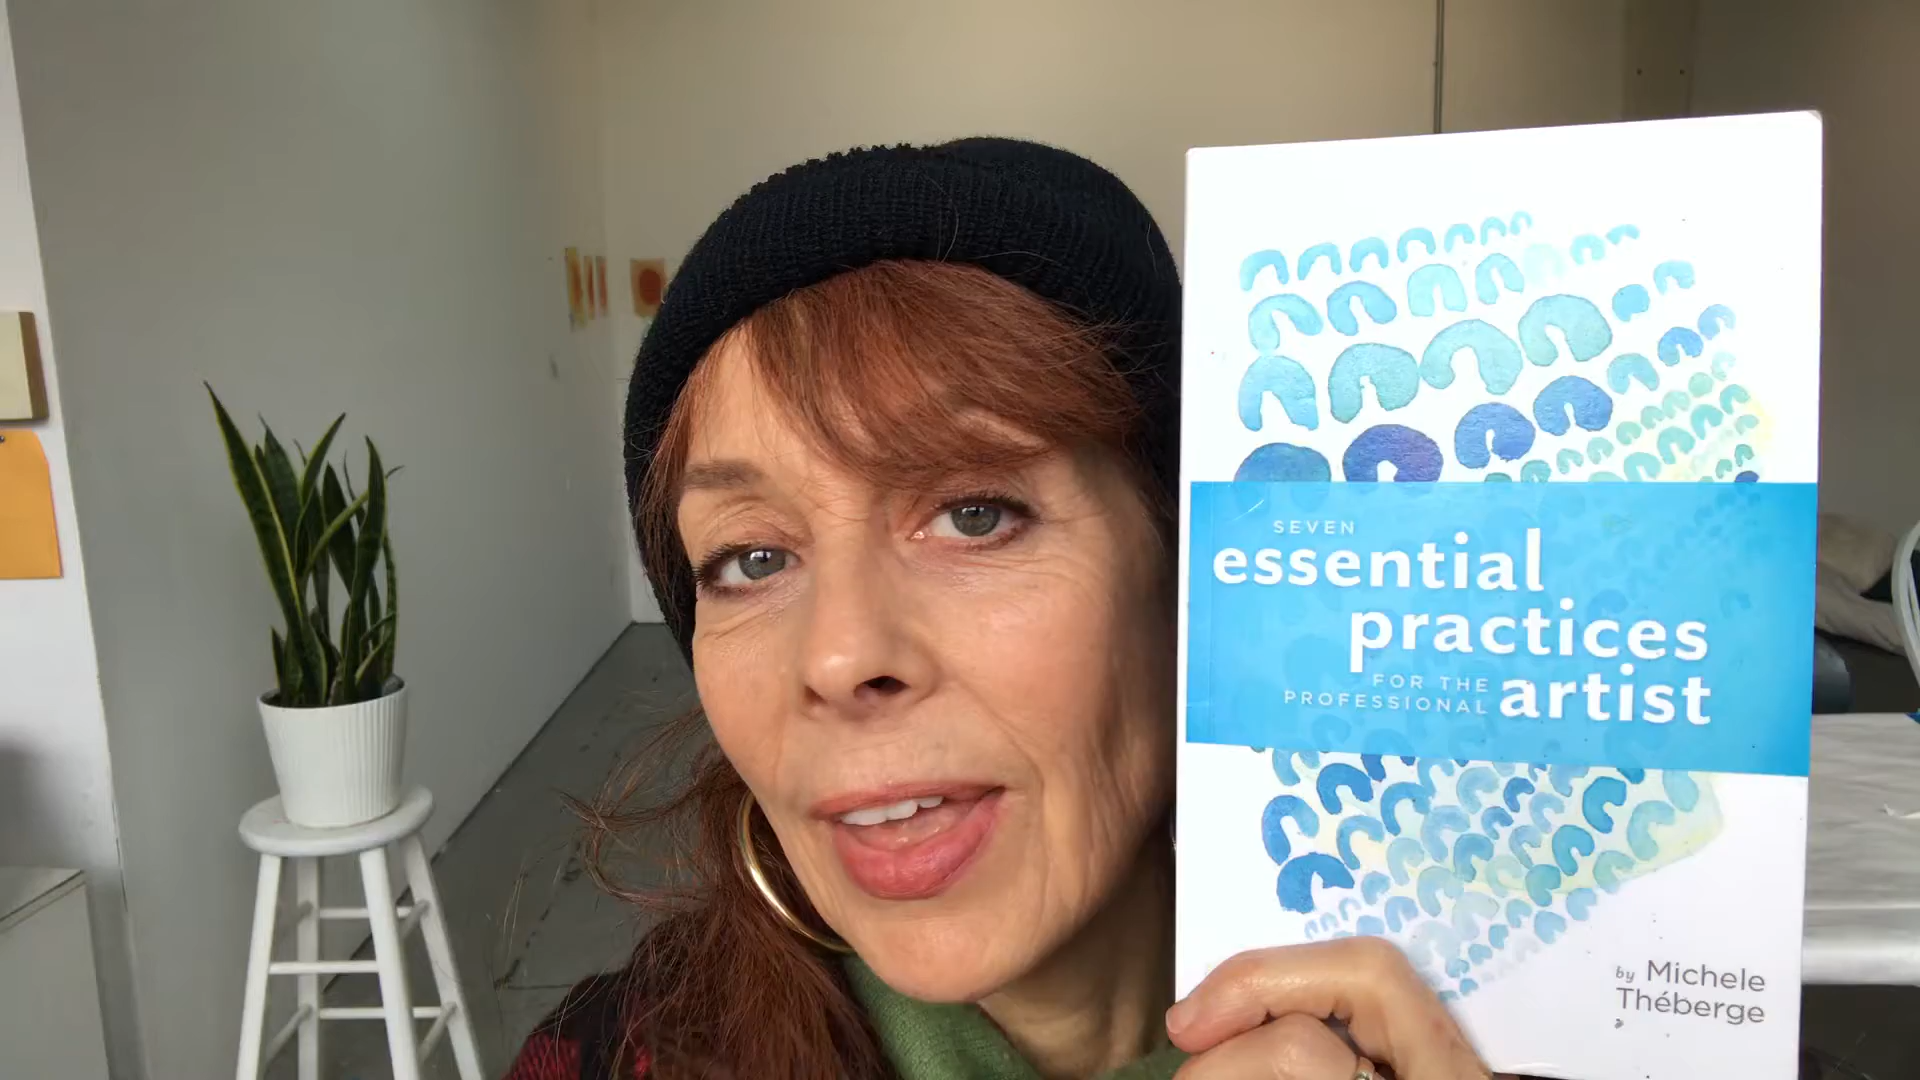 SEVEN
essential
practices
FOR THE
PROFESSIONAL artist
by Michele
Théberge